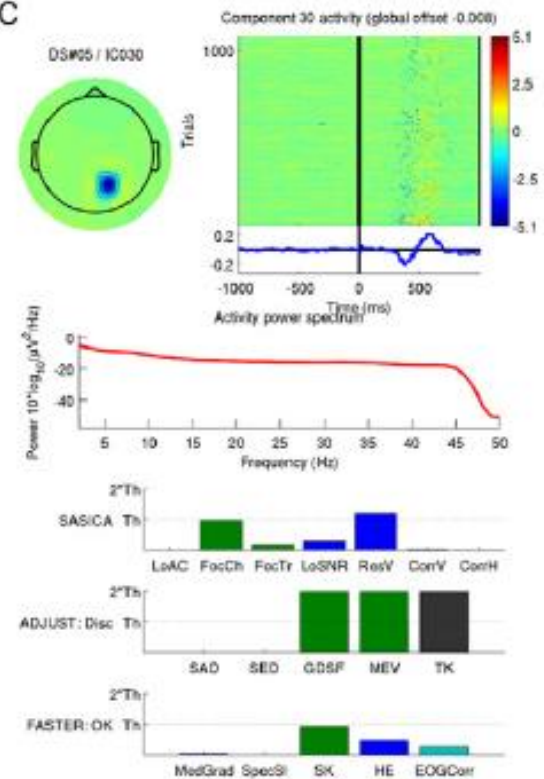 C
Component 30 activity (global offset -0.008)
DS#05 / IC030
Trials
1000
5.1
2.5
0
-2.5
-5.1
0.2
-0.2
-1000 -500 0 500
Time (ms)
Activity power spectrum
Power 10*log10(μV²/Hz)
0
-20
-40
5 10 15 20 25 30 35 40 45 50
Frequency (Hz)
2*Th
SASICA Th
LoAC FocCh FocTr LoSNR ResV CorrV CorrH
2*Th
ADJUST: Disc Th
SAD SED GDSF MEV TK
2*Th
FASTER: OK Th
MedGrad SpecSl SK HE EOGCorr